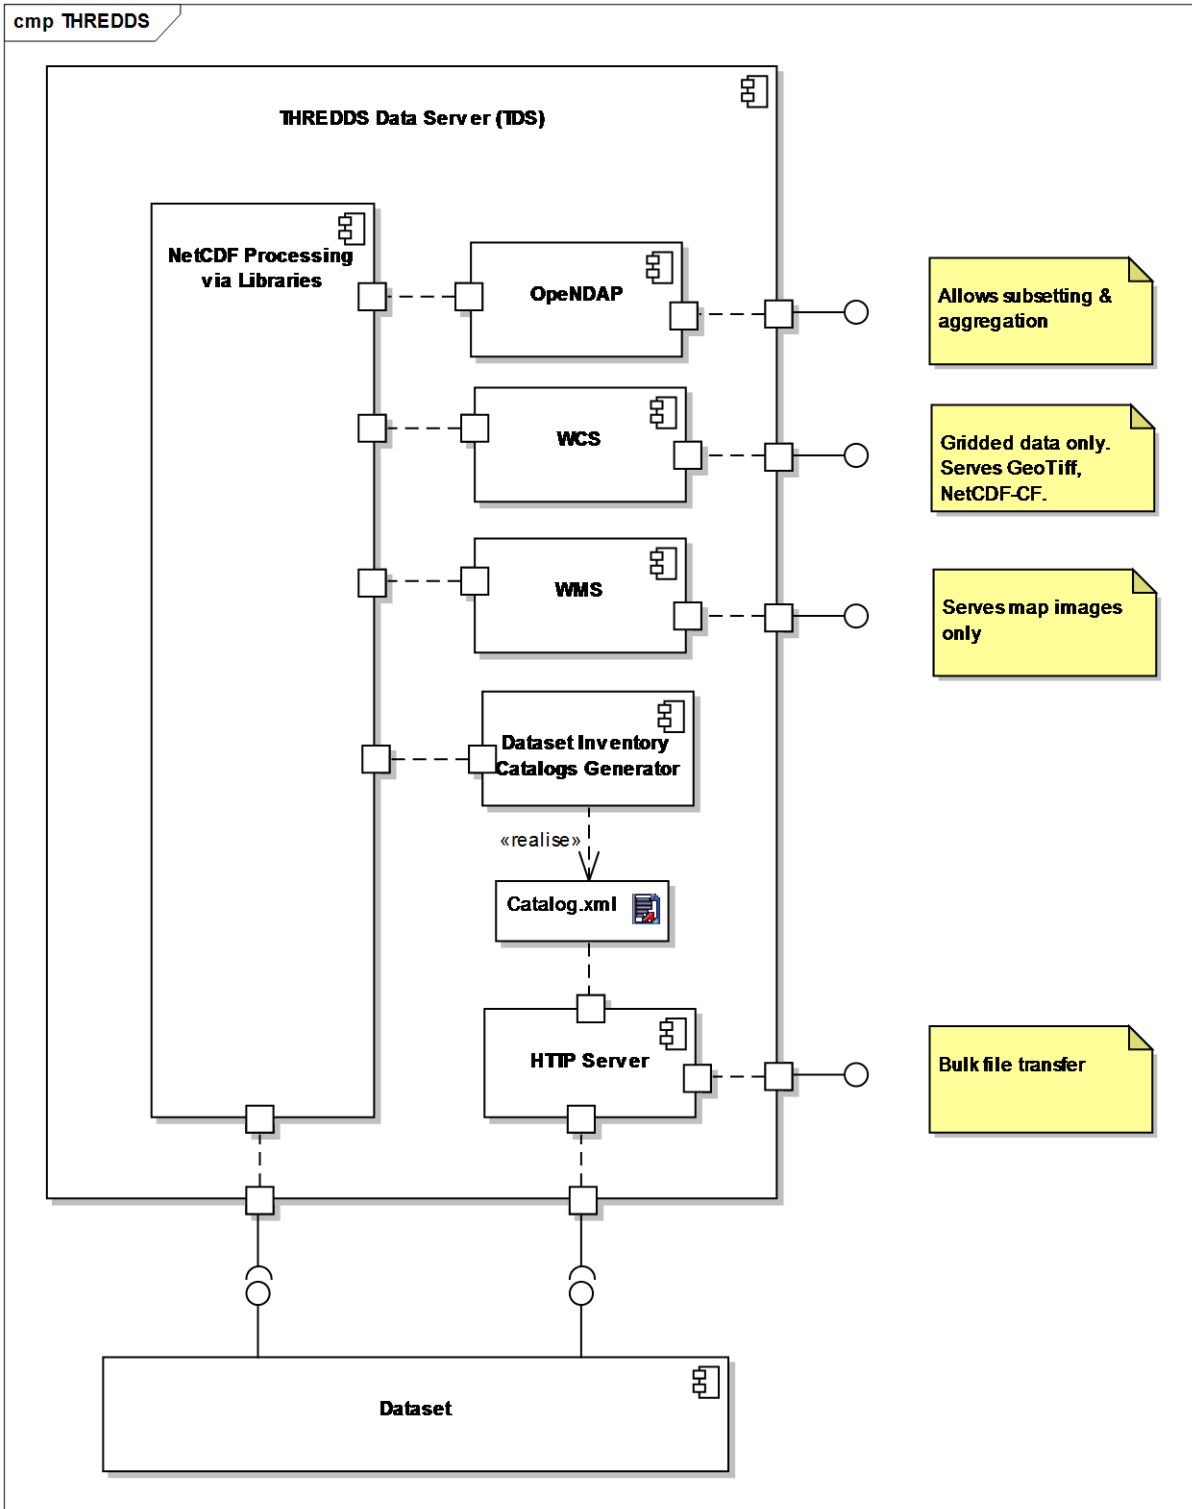 cmp THREDDS
THREDDS Data Server (TDS)
NetCDF Processing
via Libraries
OpeNDAP
Allows subsetting &
aggregation
WCS
Gridded data only.
Serves GeoTiff,
NetCDF-CF.
WMS
Serves map images
only
Dataset Inventory
Catalogs Generator
«realise»
Catalog.xml
HTTP Server
Bulk file transfer
Dataset